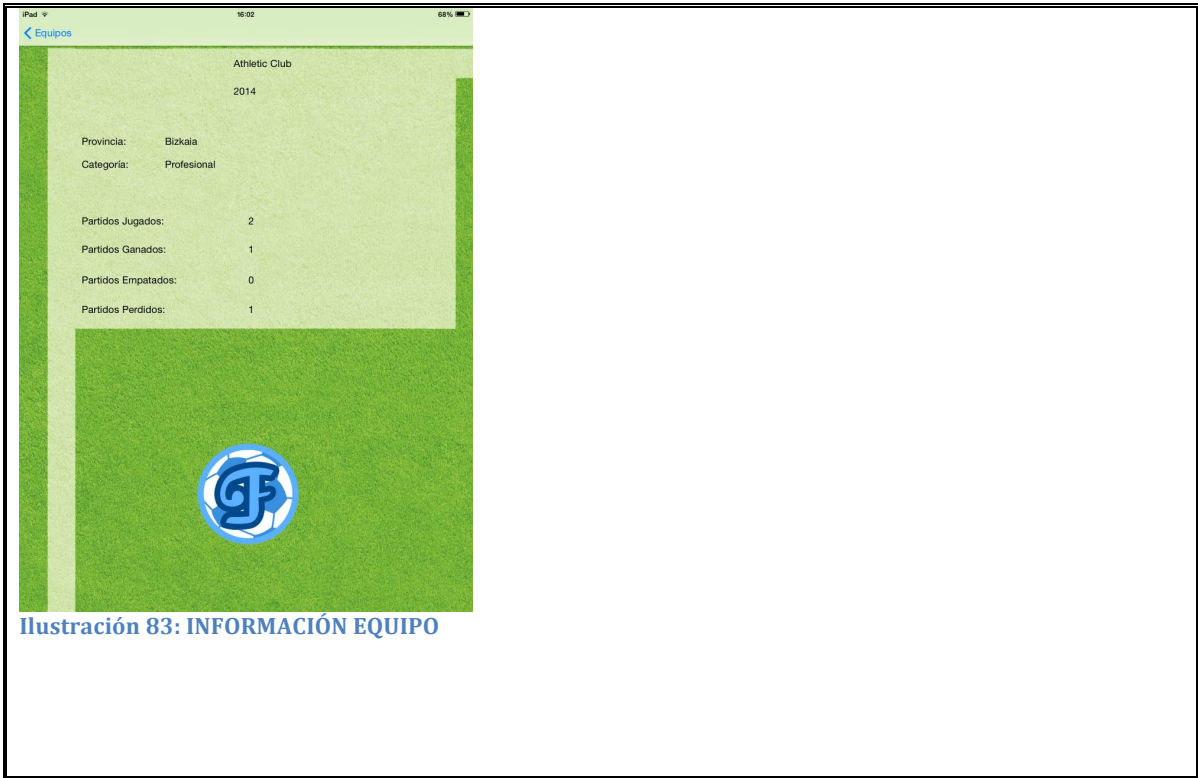 iPad 16:02 68%
Equipos
Athletic Club
2014
Provincia: Bizkaia
Categoría: Profesional
Partidos Jugados: 2
Partidos Ganados: 1
Partidos Empatados: 0
Partidos Perdidos: 1
Ilustración 83: INFORMACIÓN EQUIPO